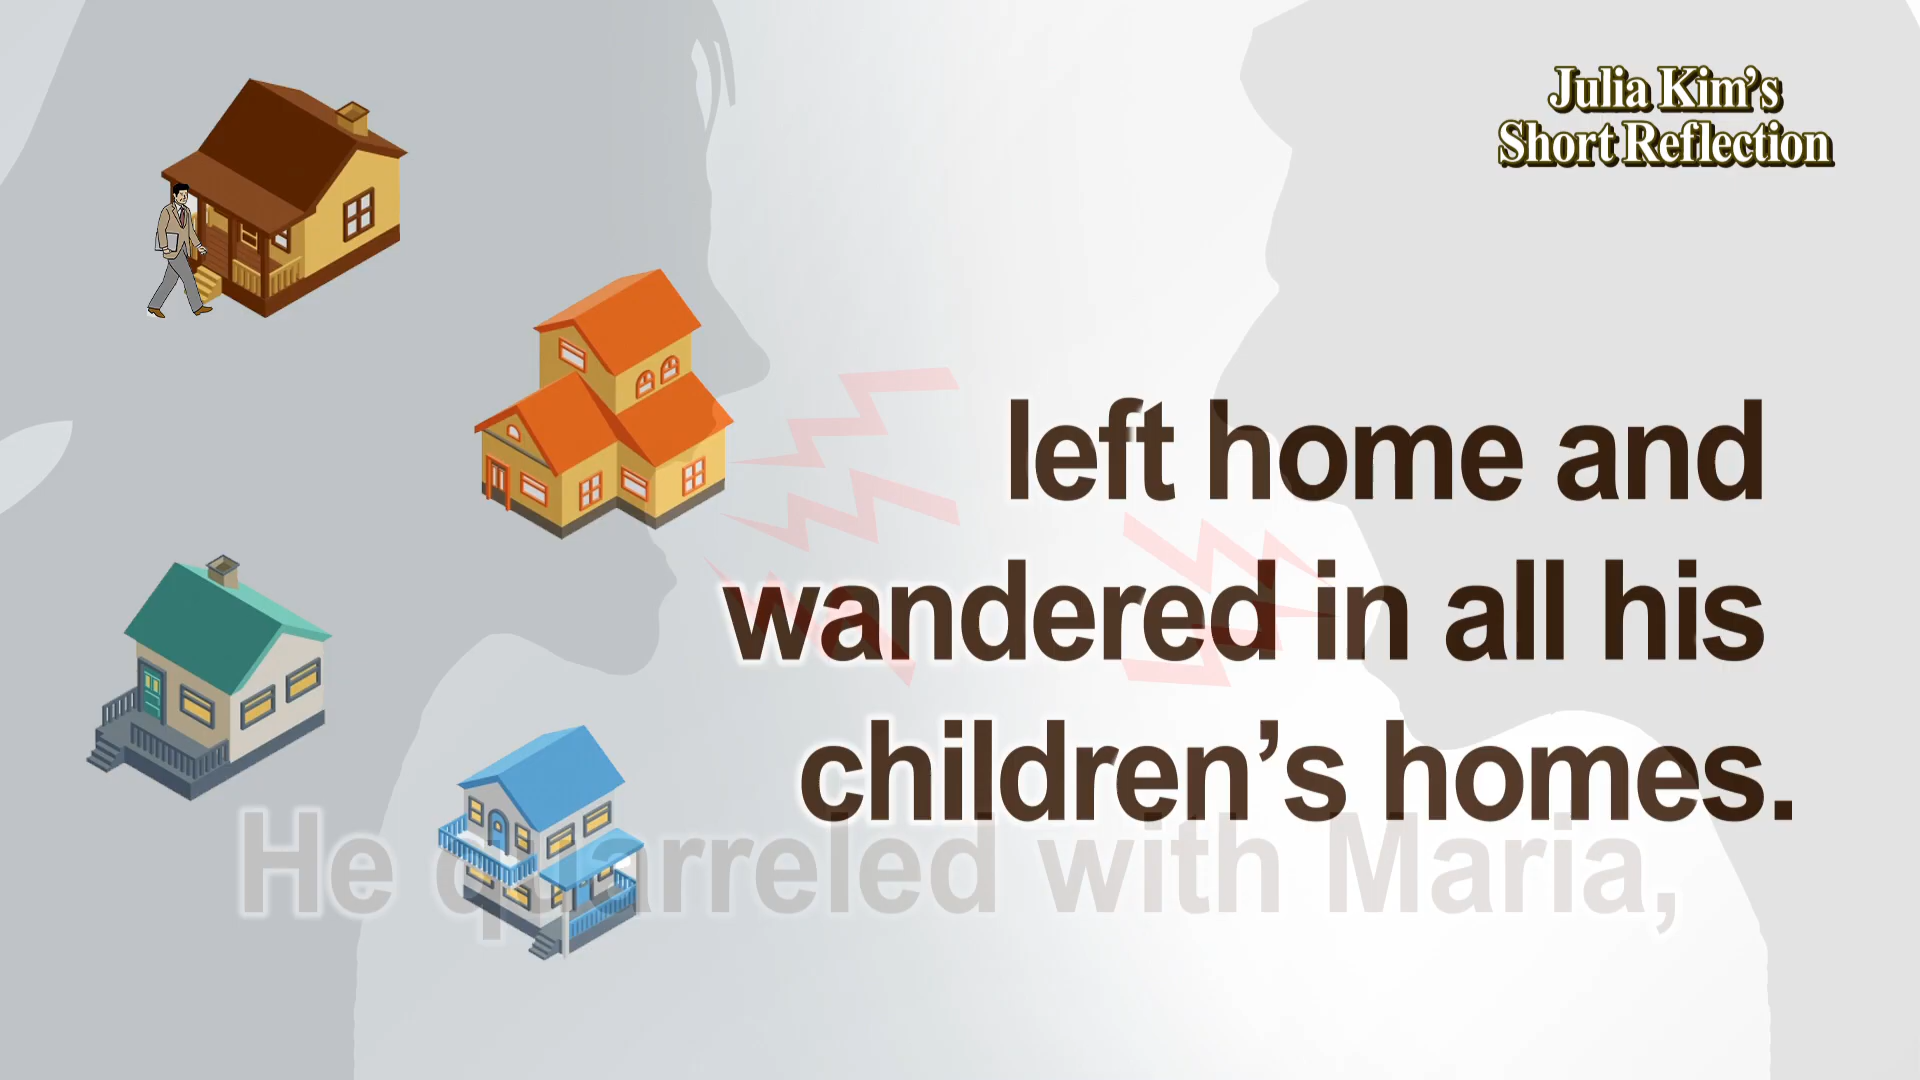 Julia Kim's
Short Reflection
He quarreled with Maria,
left home and
wandered in all his
children’s homes.